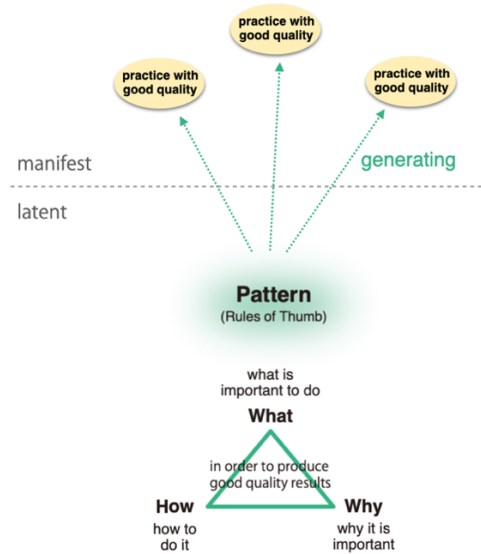 practice with
good quality
practice with
good quality
practice with
good quality
manifest
generating
latent
Pattern
(Rules of Thumb)
what is
important to do
What
in order to produce
good quality results
How
how to
do it
Why
why it is
important